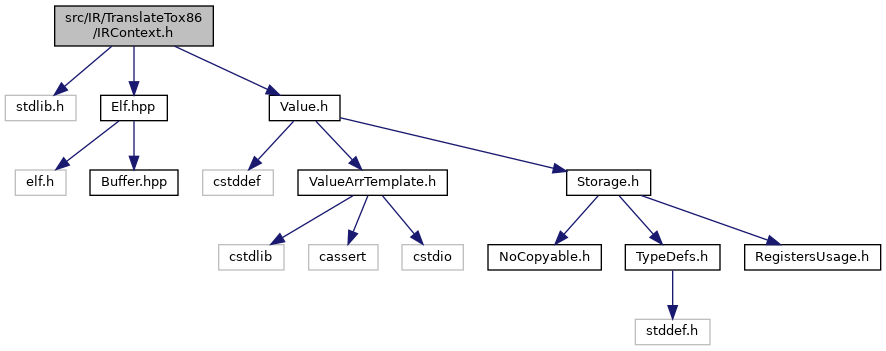 src/IR/TranslateTox86
/IRContext.h
stdlib.h
Elf.hpp
Value.h
elf.h
Buffer.hpp
cstddef
ValueArrTemplate.h
Storage.h
cstdlib
cassert
cstdio
NoCopyable.h
TypeDefs.h
RegistersUsage.h
stddef.h